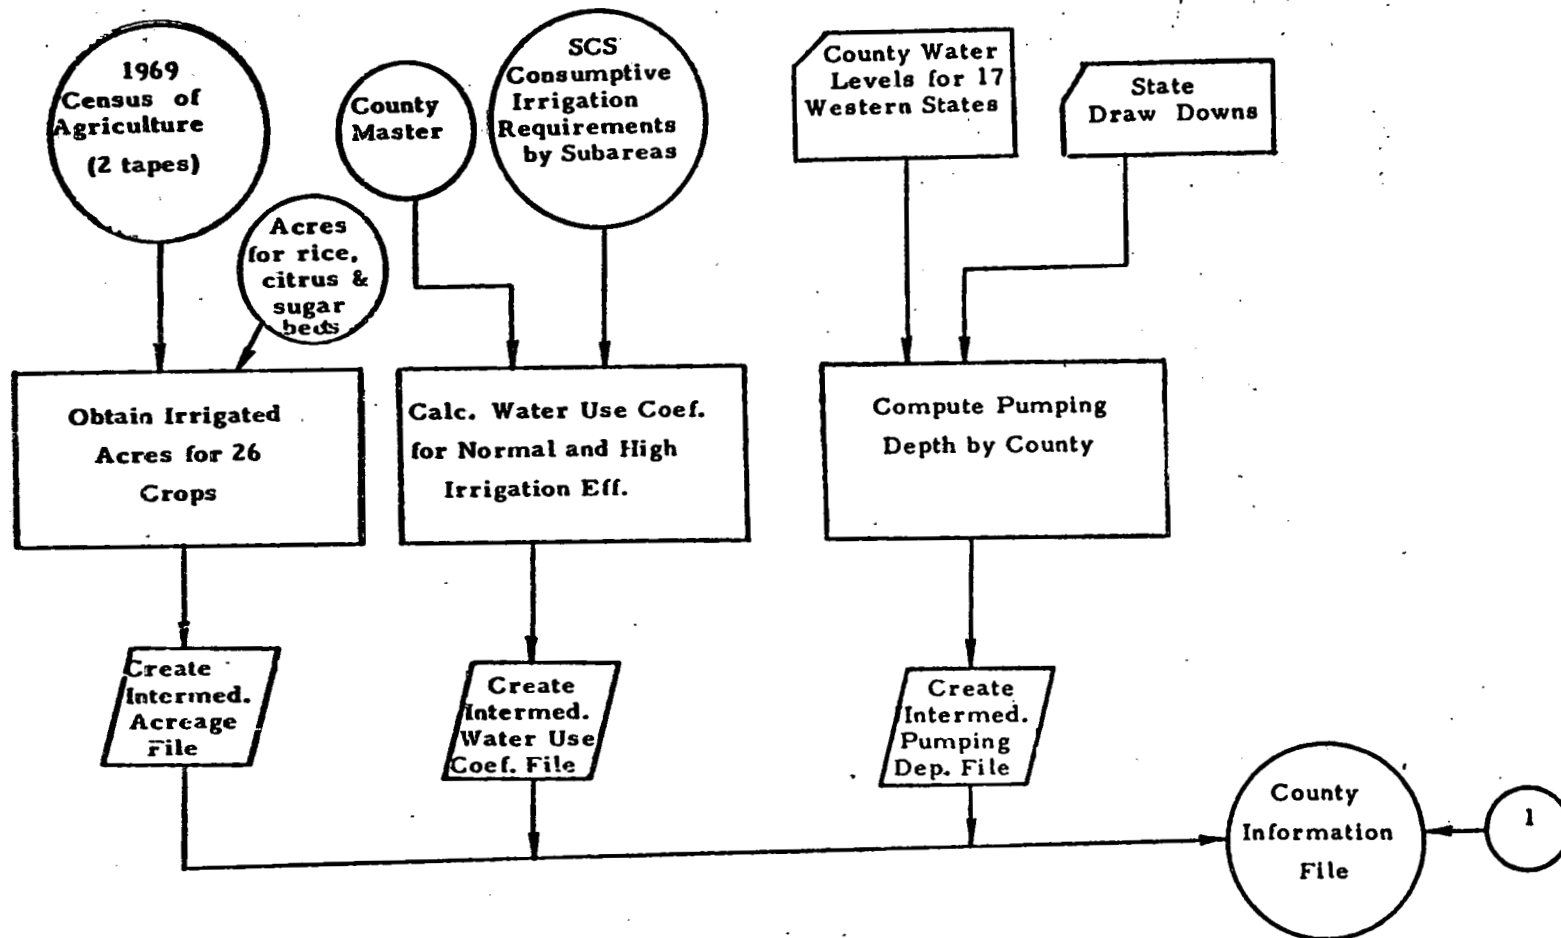 1969
Census of
Agriculture
(2 tapes)
County
Master
SCS
Consumptive
Irrigation
Requirements
by Subareas
County Water
Levels for 17
Western States
State
Draw Downs
Acres
for rice,
citrus &
sugar
beets
Obtain Irrigated
Acres for 26
Crops
Calc. Water Use Coef.
for Normal and High
Irrigation Eff.
Compute Pumping
Depth by County
Create
Intermed.
Acreage
File
Create
Intermed.
Water Use
Coef. File
Create
Intermed.
Pumping
Dep. File
County
Information
File
1